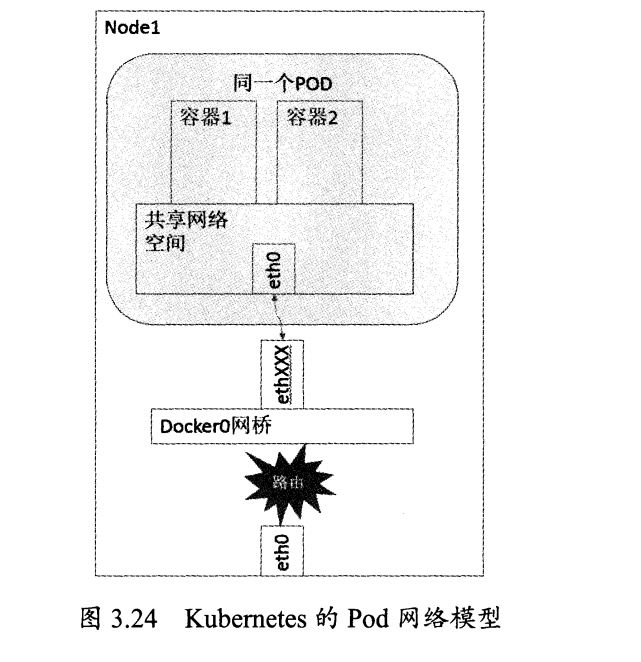 Node1
同一个POD
容器1
容器2
共享网络
空间
eth0
ethXXX
Docker0网桥
路由
eth0
图 3.24 Kubernetes 的 Pod 网络模型